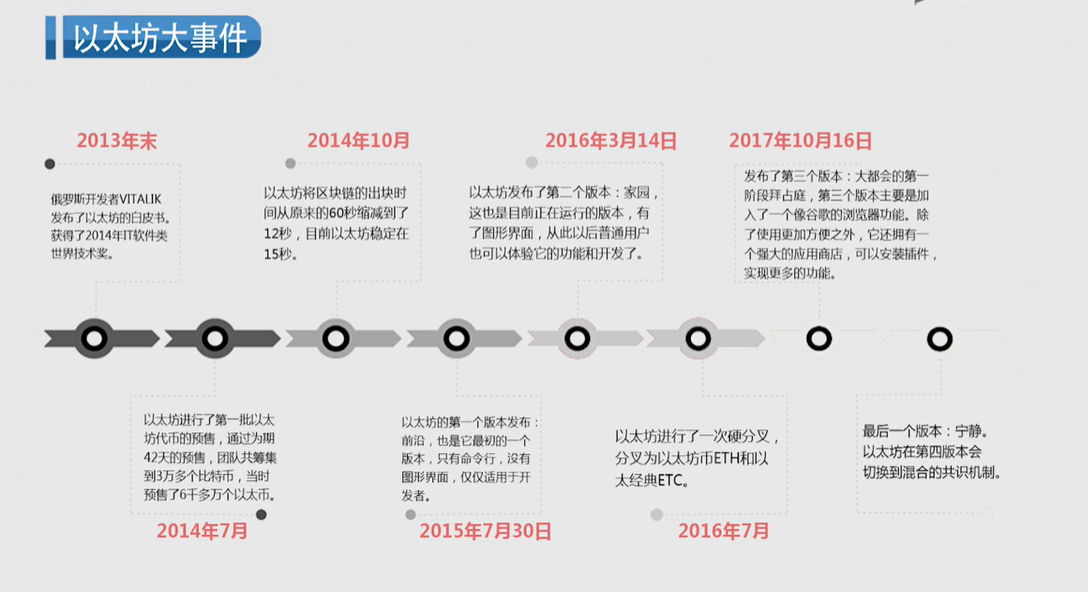 以太坊大事件
2013年末
俄罗斯开发者VITALIK
发布了以太坊的白皮书。
获得了2014年IT软件类
世界技术奖。
2014年7月
以太坊进行了第一批以太
坊代币的预售，通过为期
42天的预售，团队共筹集
到3万多个比特币，当时
预售了6千多万个以太币。
2014年10月
以太坊将区块链的出块时
间从原来的60秒缩减到了
12秒，目前以太坊稳定在
15秒。
2015年7月30日
以太坊的第一个版本发布：
前沿，也是它最初的一个
版本，只有命令行，没有
图形界面，仅仅适用于开
发者。
2016年3月14日
以太坊发布了第二个版本：家园，
这也是目前正在运行的版本，有
了图形界面，从此以后普通用户
也可以体验它的功能和开发了。
2016年7月
以太坊进行了一次硬分叉，
分叉为以太坊币ETH和以
太经典ETC。
2017年10月16日
发布了第三个版本：大都会的第一
阶段拜占庭，第三个版本主要是加
入了一个像谷歌的浏览器功能。除
了使用更加方便之外，它还拥有一
个强大的应用商店，可以安装插件，
实现更多的功能。
最后一个版本：宁静。
以太坊在第四版本会
切换到混合的共识机制。